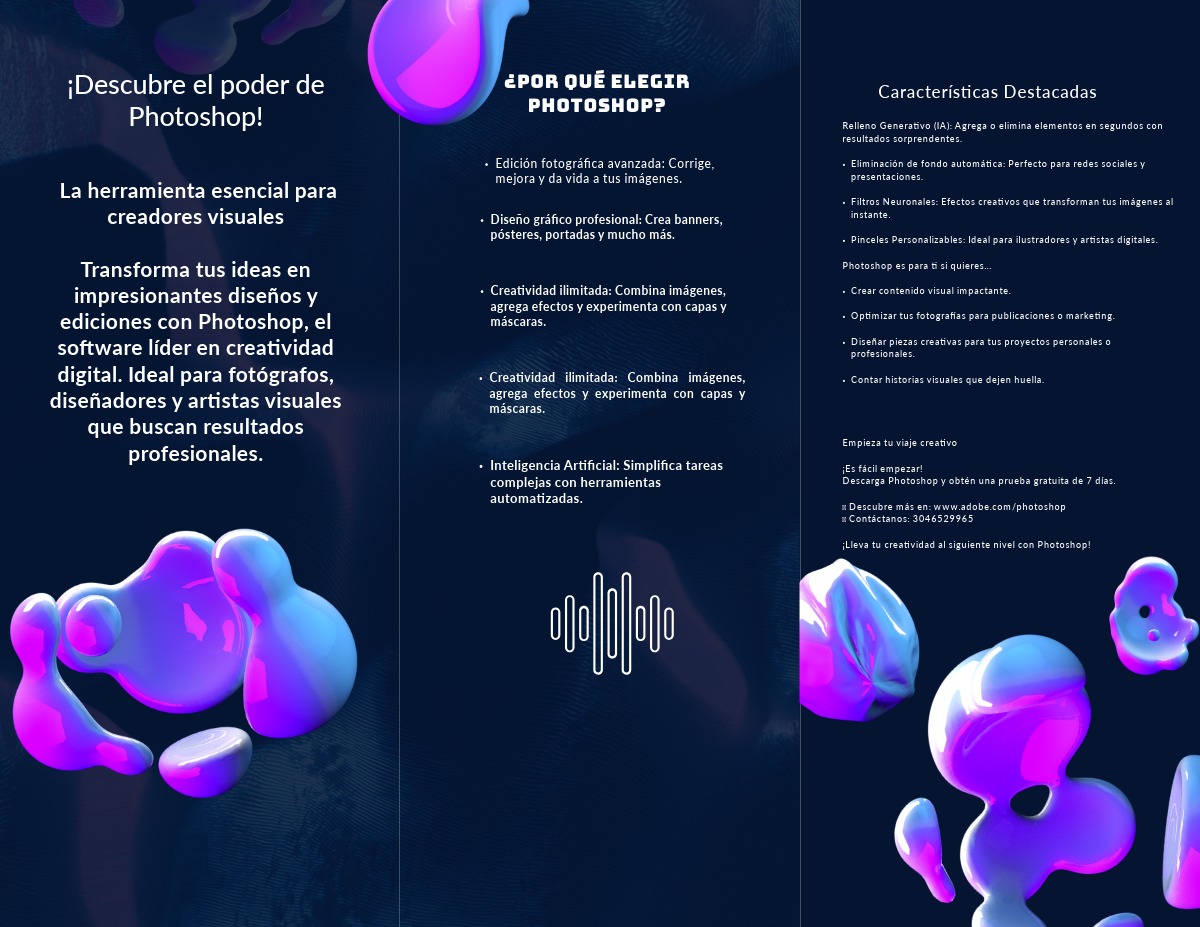 ¡Descubre el poder de
Photoshop!
La herramienta esencial para
creadores visuales
Transforma tus ideas en
impresionantes diseños y
ediciones con Photoshop, el
software líder en creatividad
digital. Ideal para fotógrafos,
diseñadores y artistas visuales
que buscan resultados
profesionales.
¿POR QUÉ ELEGIR
PHOTOSHOP?
• Edición fotográfica avanzada: Corrige,
mejora y da vida a tus imágenes.
• Diseño gráfico profesional: Crea banners,
pósteres, portadas y mucho más.
• Creatividad ilimitada: Combina imágenes,
agrega efectos y experimenta con capas y
máscaras.
• Creatividad ilimitada: Combina imágenes,
agrega efectos y experimenta con capas y
máscaras.
• Inteligencia Artificial: Simplifica tareas
complejas con herramientas
automatizadas.
Características Destacadas
Relleno Generativo (IA): Agrega o elimina elementos en segundos con
resultados sorprendentes.
• Eliminación de fondo automática: Perfecto para redes sociales y
presentaciones.
• Filtros Neuronales: Efectos creativos que transforman tus imágenes al
instante.
• Pinceles Personalizables: Ideal para ilustradores y artistas digitales.
Photoshop es para ti si quieres...
• Crear contenido visual impactante.
• Optimizar tus fotografías para publicaciones o marketing.
• Diseñar piezas creativas para tus proyectos personales o
profesionales.
• Contar historias visuales que dejen huella.
Empieza tu viaje creativo
¡Es fácil empezar!
Descarga Photoshop y obtén una prueba gratuita de 7 días.
Descubre más en: www.adobe.com/photoshop
Contáctanos: 3046529965
¡Lleva tu creatividad al siguiente nivel con Photoshop!